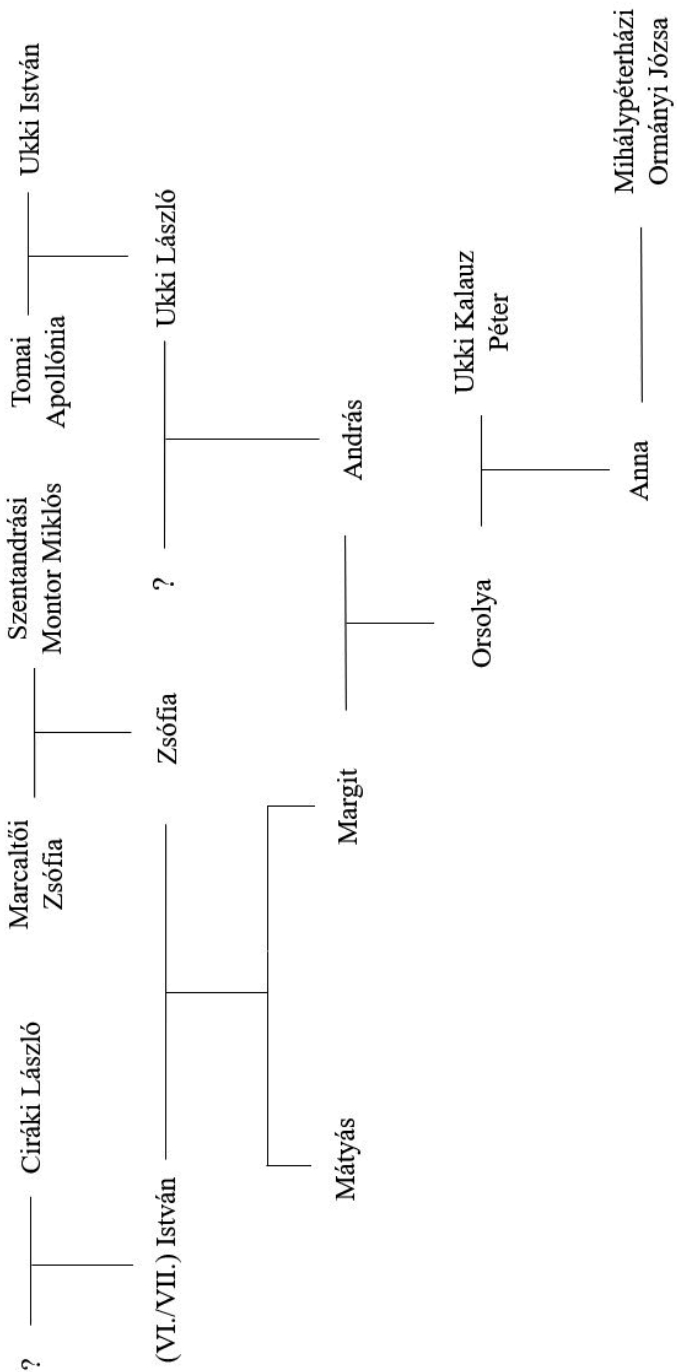 ?
Ciráki László
Marcaltői
Zsófia
Szentandrási
Montor Miklós
Tomai
Apollónia
Ukki István
(VI./VII.) István
Zsófia
?
Ukki László
Mátyás
Margit
András
Orsolya
Ukki Kalauz
Péter
Anna
Mihálypéterházi
Ormányi Józsa